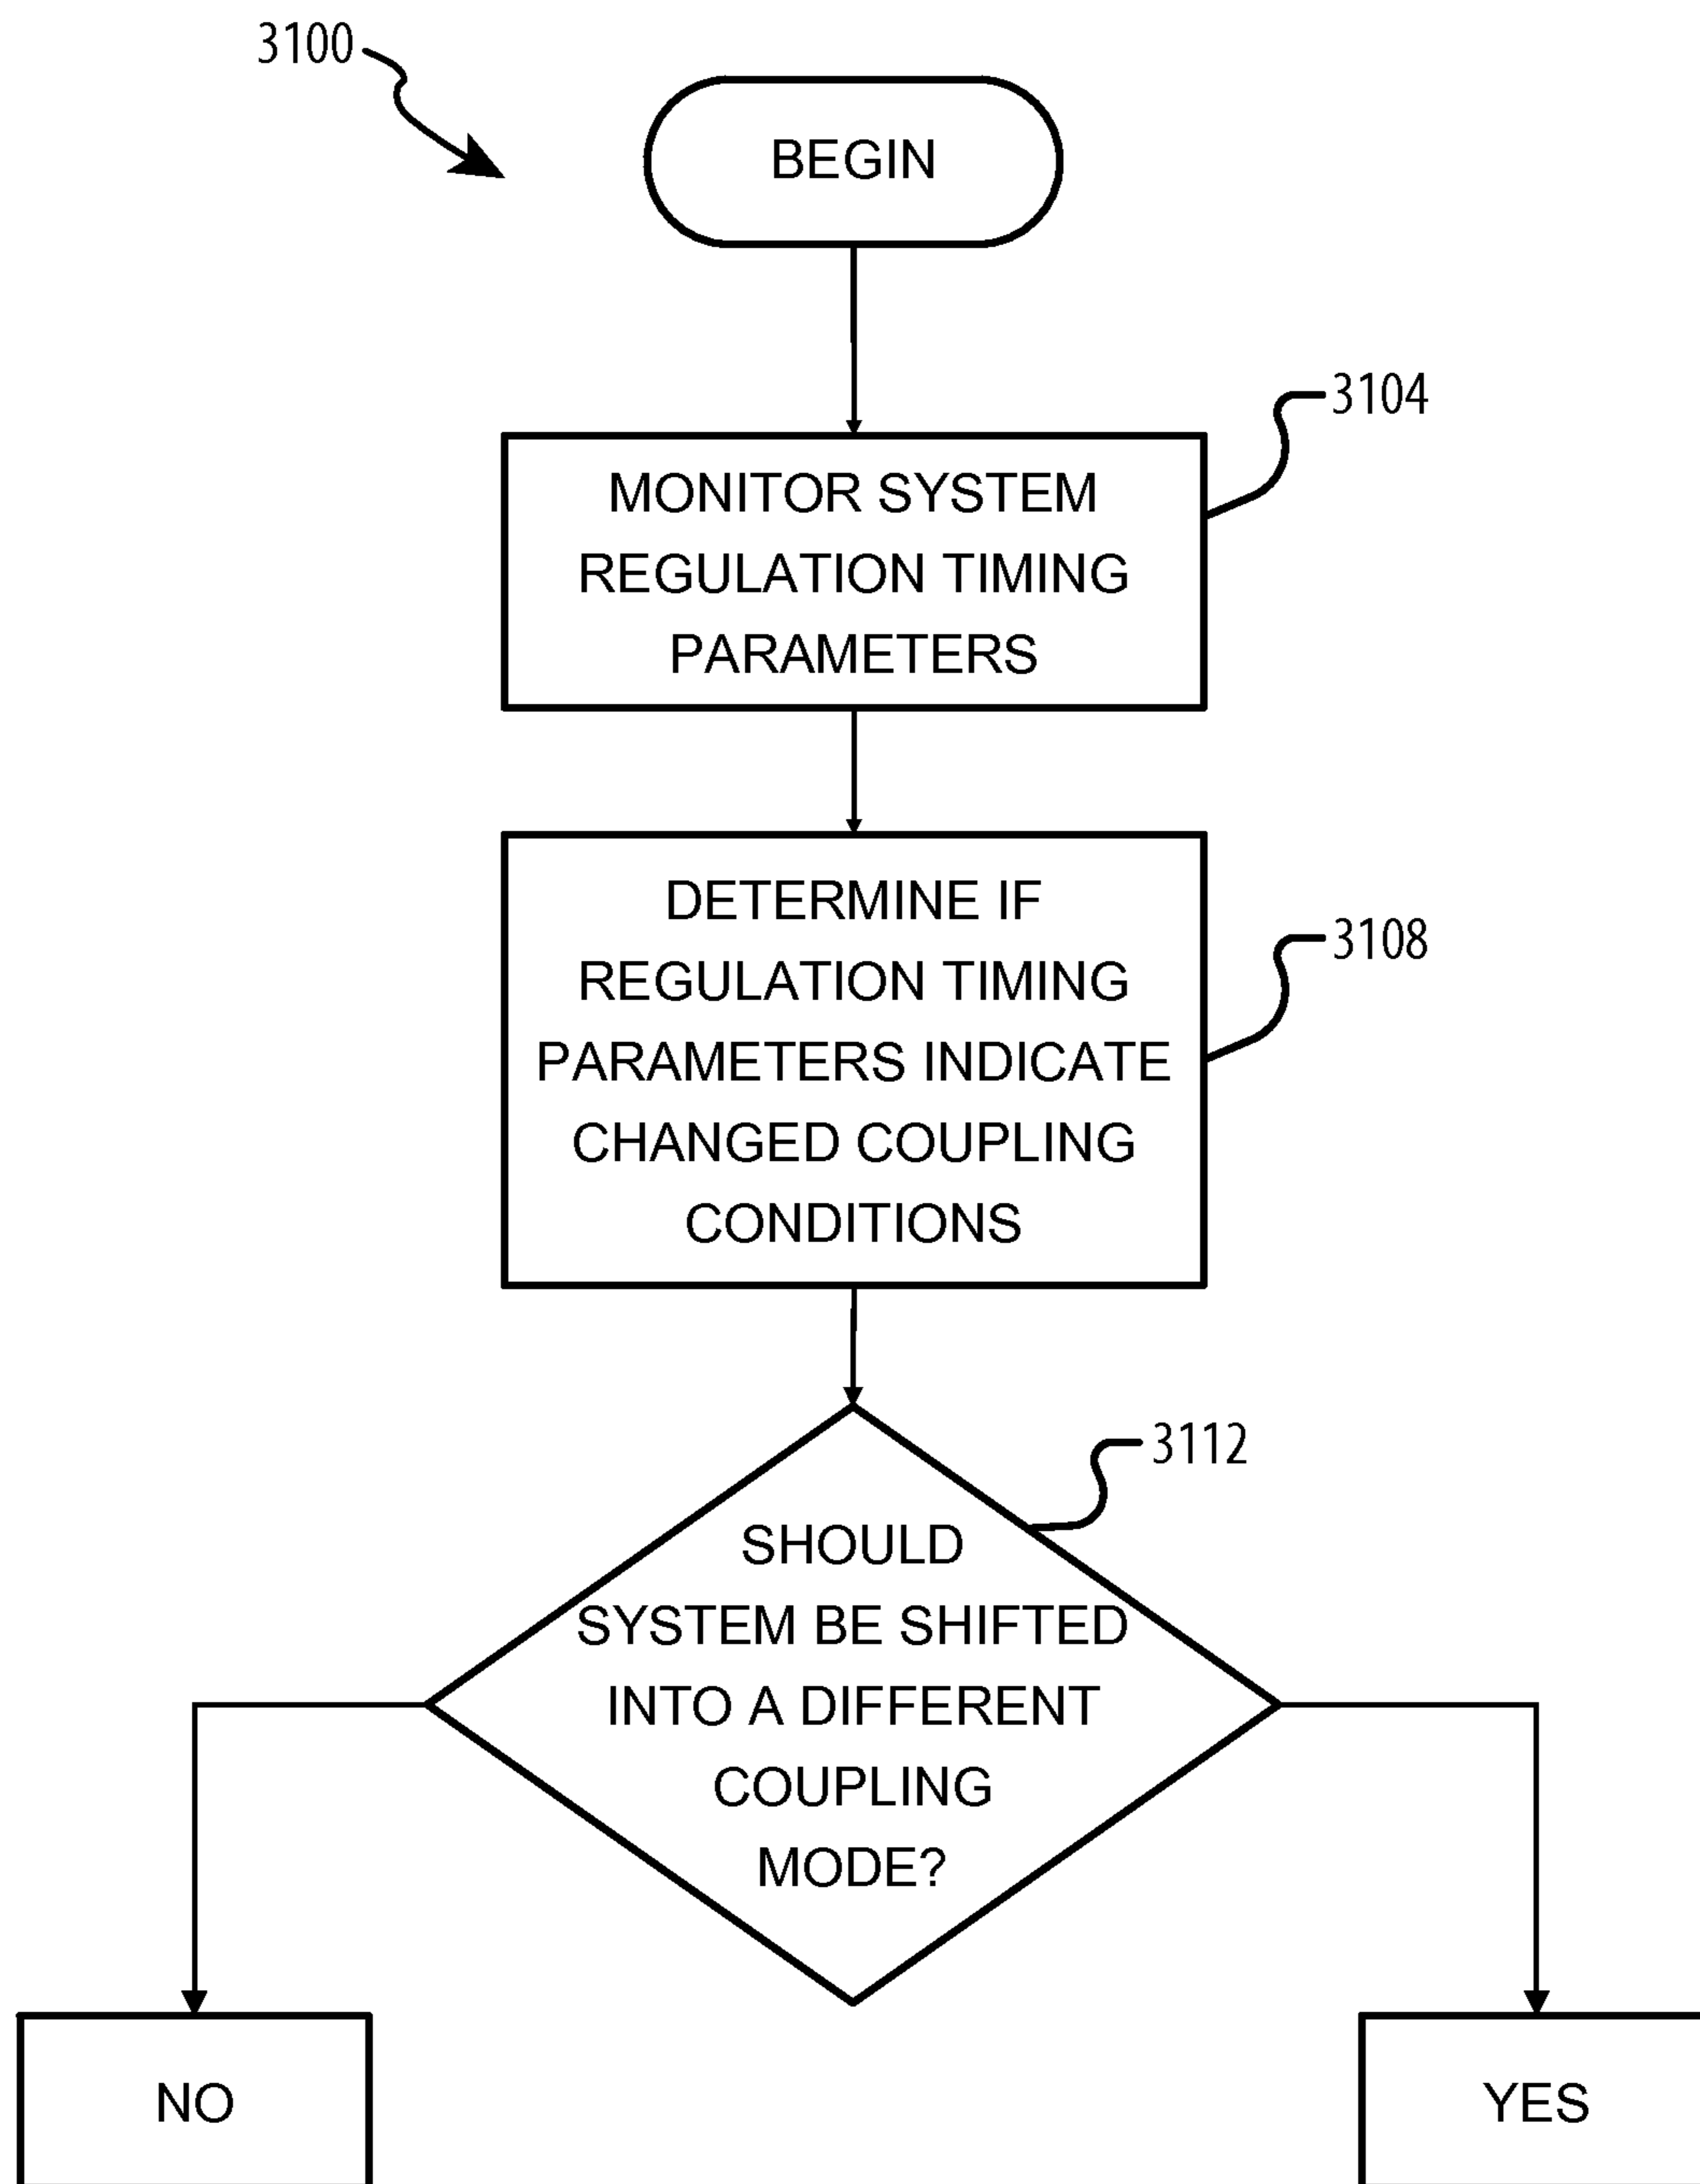 3100
BEGIN
3104
MONITOR SYSTEM
REGULATION TIMING
PARAMETERS
DETERMINE IF
REGULATION TIMING
PARAMETERS INDICATE
CHANGED COUPLING
CONDITIONS
3108
3112
SHOULD
SYSTEM BE SHIFTED
INTO A DIFFERENT
COUPLING
MODE?
NO
YES